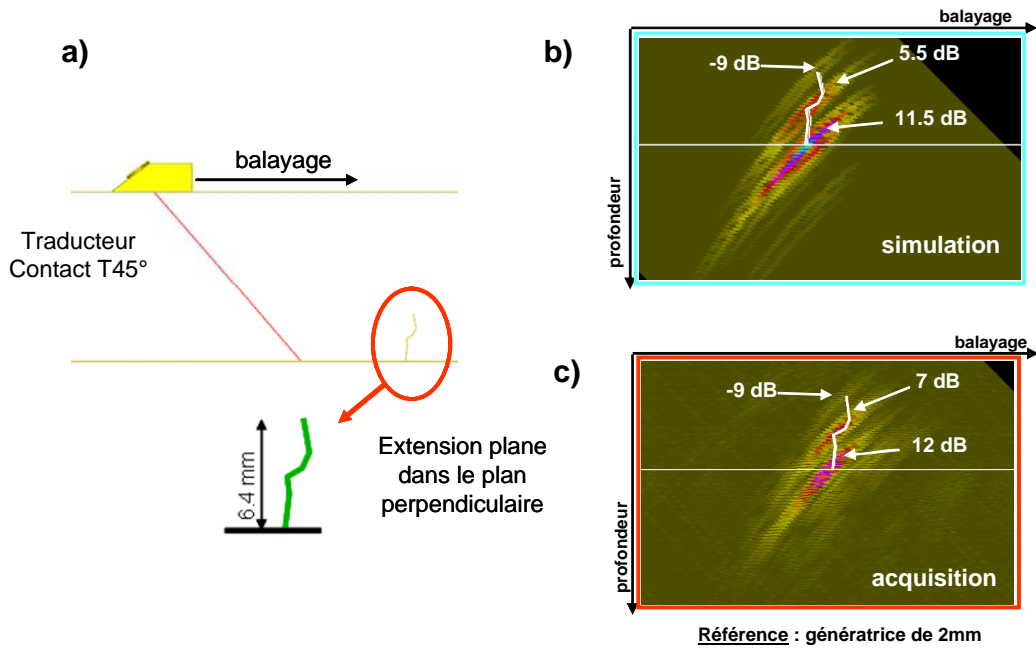 a)
balayage
Traducteur
Contact T45°
6.4 mm
Extension plane
dans le plan
perpendiculaire
b)
balayage
profondeur
-9 dB
5.5 dB
11.5 dB
simulation
c)
balayage
profondeur
-9 dB
7 dB
12 dB
acquisition
Référence : génératrice de 2mm